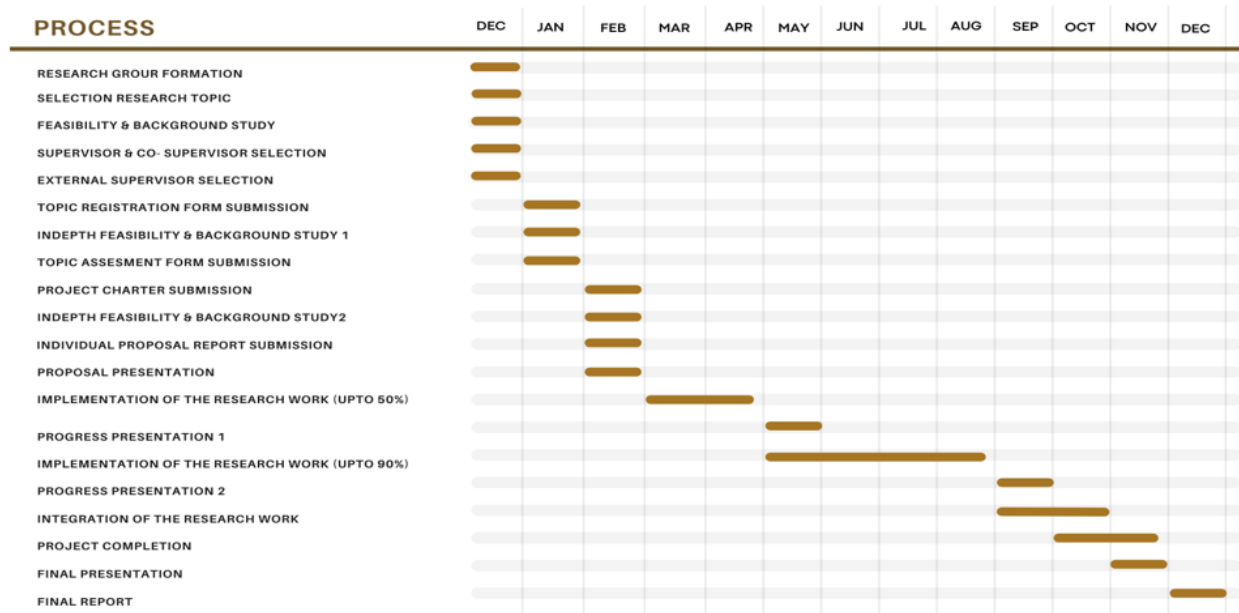 PROCESS DEC JAN FEB MAR APR MAY JUN JUL AUG SEP OCT NOV DEC
RESEARCH GROUR FORMATION
SELECTION RESEARCH TOPIC
FEASIBILITY & BACKGROUND STUDY
SUPERVISOR & CO- SUPERVISOR SELECTION
EXTERNAL SUPERVISOR SELECTION
TOPIC REGISTRATION FORM SUBMISSION
INDEPTH FEASIBILITY & BACKGROUND STUDY 1
TOPIC ASSESMENT FORM SUBMISSION
PROJECT CHARTER SUBMISSION
INDEPTH FEASIBILITY & BACKGROUND STUDY2
INDIVIDUAL PROPOSAL REPORT SUBMISSION
PROPOSAL PRESENTATION
IMPLEMENTATION OF THE RESEARCH WORK (UPTO 50%)
PROGRESS PRESENTATION 1
IMPLEMENTATION OF THE RESEARCH WORK (UPTO 90%)
PROGRESS PRESENTATION 2
INTEGRATION OF THE RESEARCH WORK
PROJECT COMPLETION
FINAL PRESENTATION
FINAL REPORT